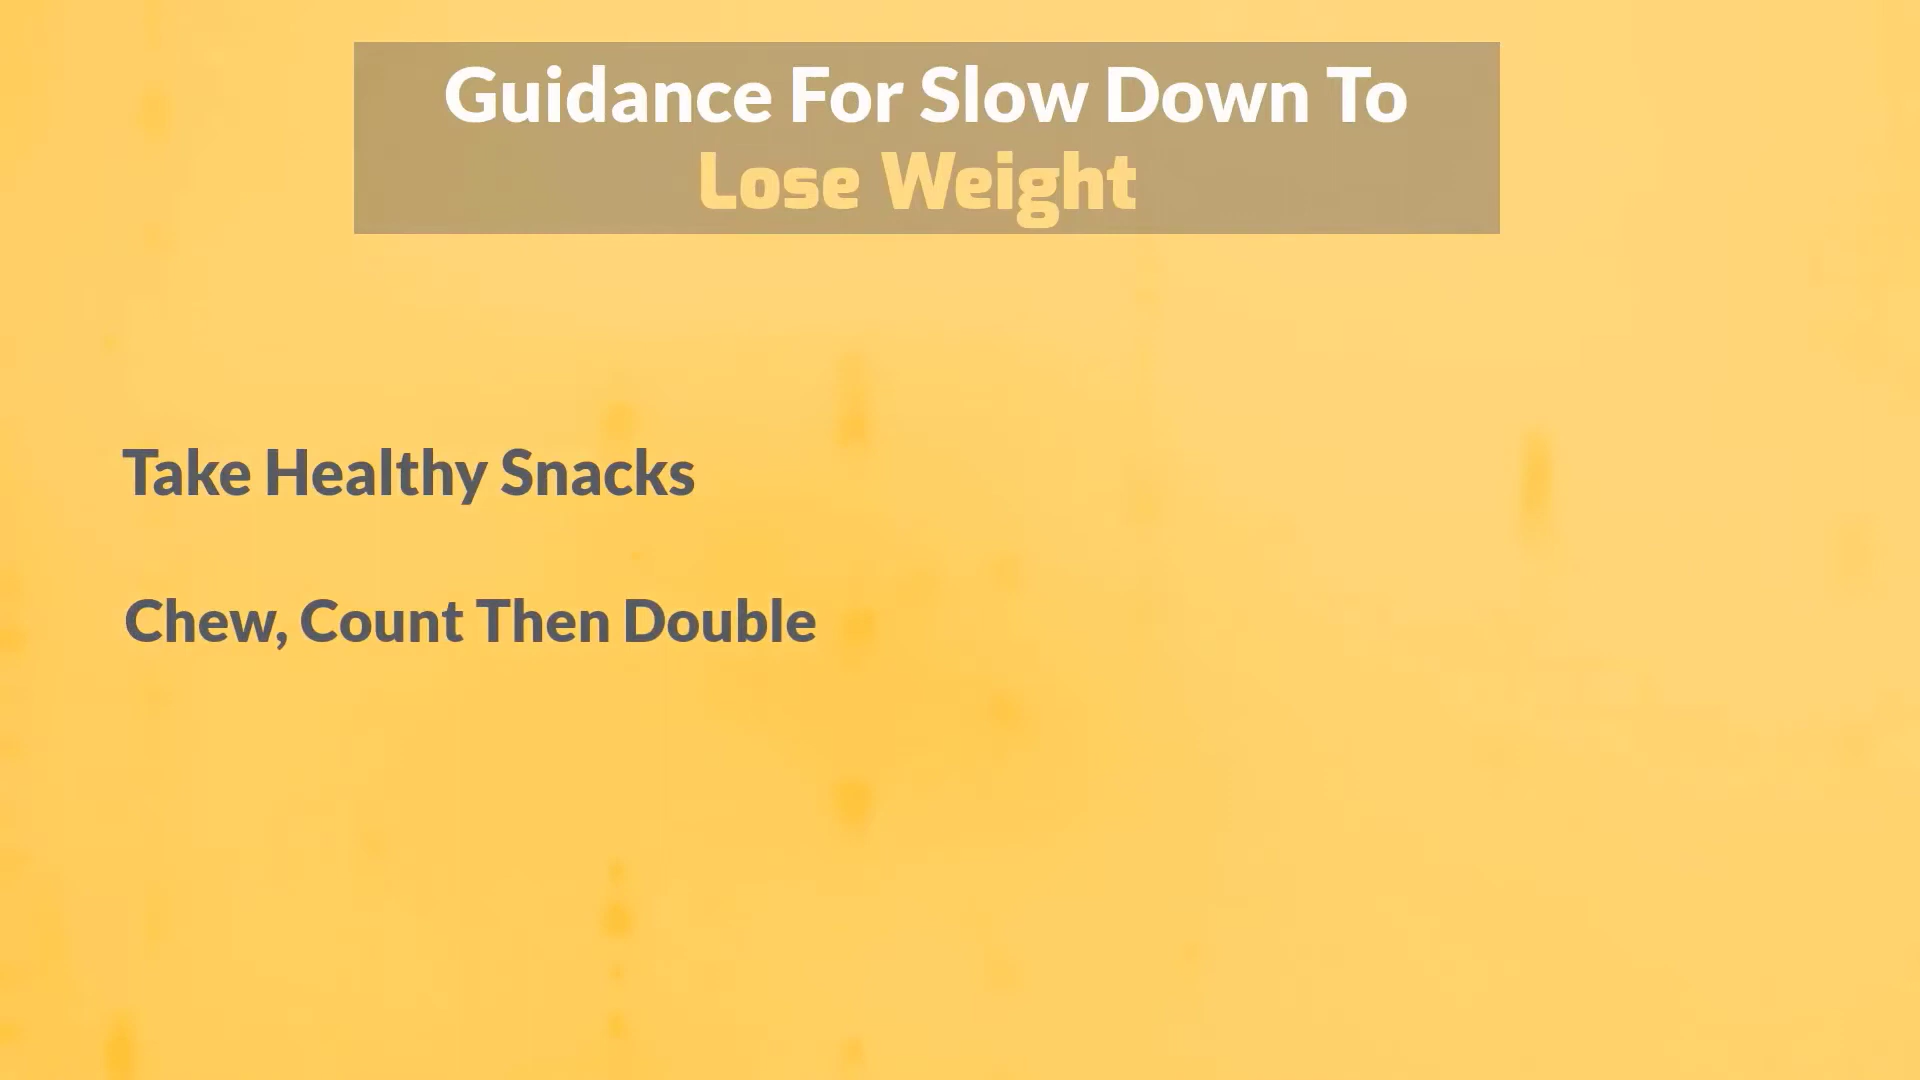 Guidance For Slow Down To
Lose Weight
Take Healthy Snacks
Chew, Count Then Double